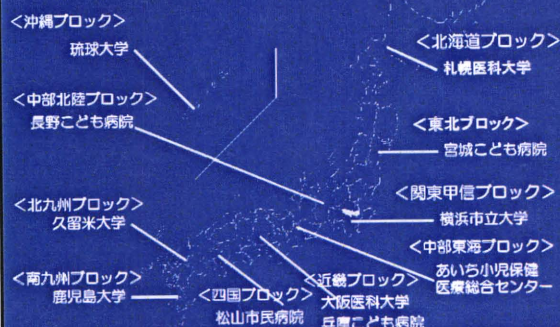 <沖縄ブロック>
琉球大学
<中部北陸ブロック>
長野こども病院
<北九州ブロック>
久留米大学
<南九州ブロック>
鹿児島大学
<四国ブロック>
松山市民病院
<近畿ブロック>
大阪医科大学
兵庫こども病院
<北海道ブロック>
札幌医科大学
<東北ブロック>
宮城こども病院
<関東甲信ブロック>
横浜市立大学
<中部東海ブロック>
あいち小児保健
医療総合センター